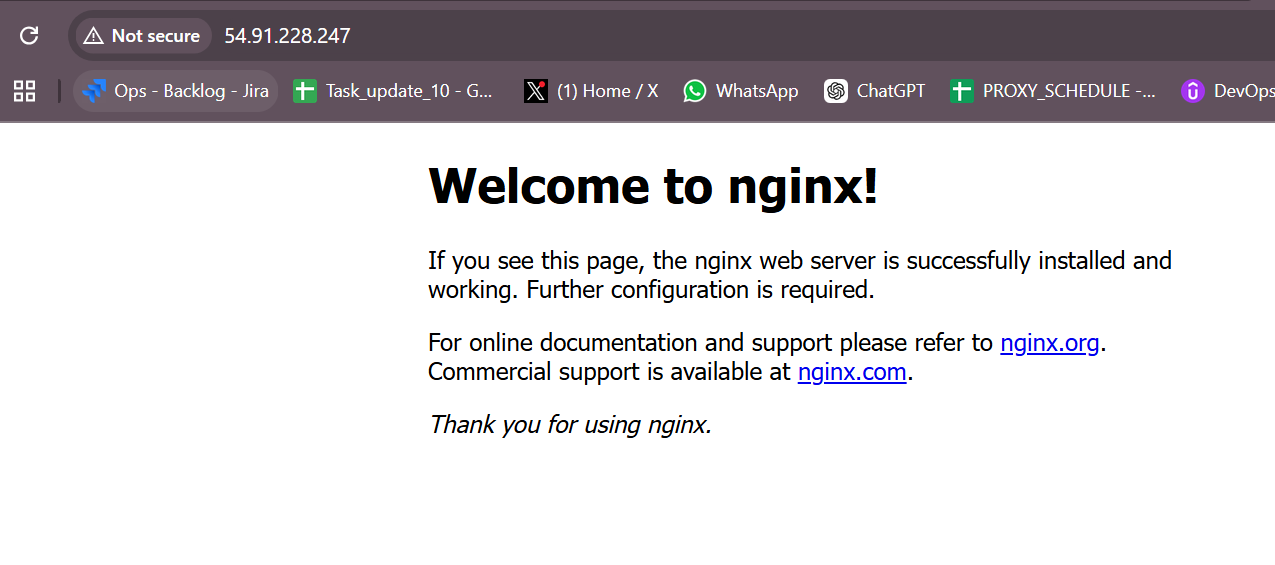 Not secure 54.91.228.247
Ops - Backlog - Jira Task_update_10 - G... (1) Home / X WhatsApp ChatGPT PROXY_SCHEDULE -... DevOps
Welcome to nginx!
If you see this page, the nginx web server is successfully installed and
working. Further configuration is required.
For online documentation and support please refer to nginx.org.
Commercial support is available at nginx.com.
Thank you for using nginx.